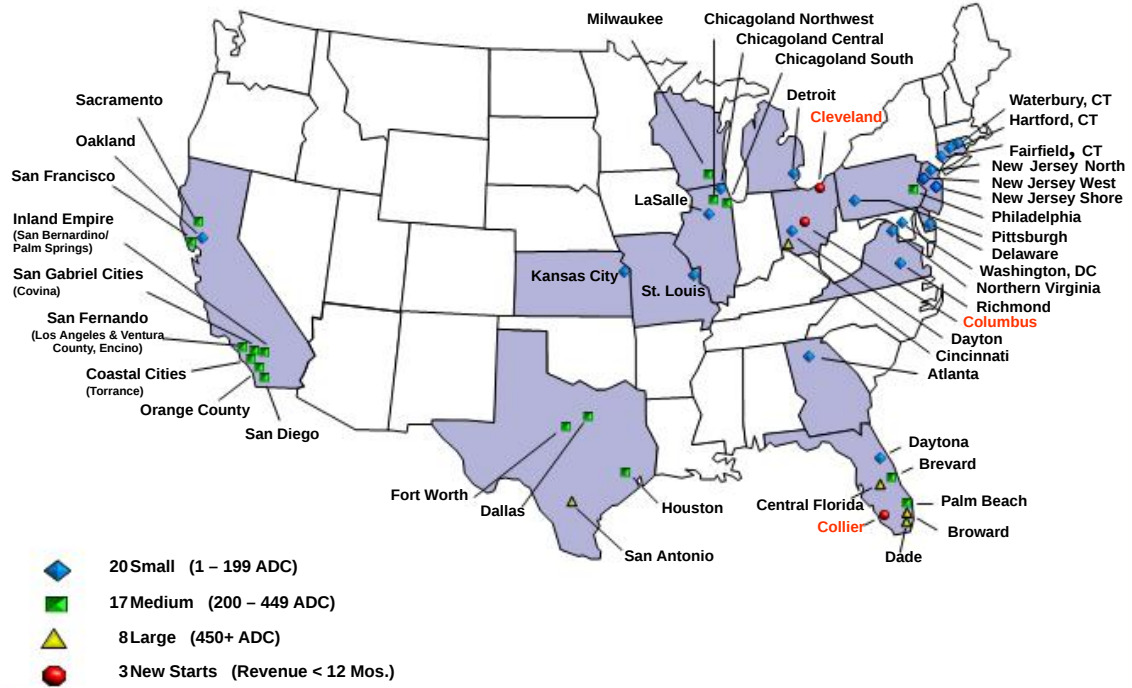 Milwaukee
Chicagoland Northwest
Chicagoland Central
Chicagoland South
Detroit
Cleveland
Sacramento
Oakland
San Francisco
Inland Empire
(San Bernardino/
Palm Springs)
San Gabriel Cities
(Covina)
San Fernando
(Los Angeles & Ventura
County, Encino)
Coastal Cities
(Torrance)
Orange County
San Diego
LaSalle
Kansas City
St. Louis
Waterbury, CT
Hartford, CT
Fairfield, CT
New Jersey North
New Jersey West
New Jersey Shore
Philadelphia
Pittsburgh
Delaware
Washington, DC
Northern Virginia
Richmond
Columbus
Dayton
Cincinnati
Atlanta
Daytona
Brevard
Central Florida
Palm Beach
Collier
Broward
Dade
Fort Worth
Dallas
Houston
San Antonio
20 Small (1 – 199 ADC)
17 Medium (200 – 449 ADC)
8 Large (450+ ADC)
3 New Starts (Revenue < 12 Mos.)